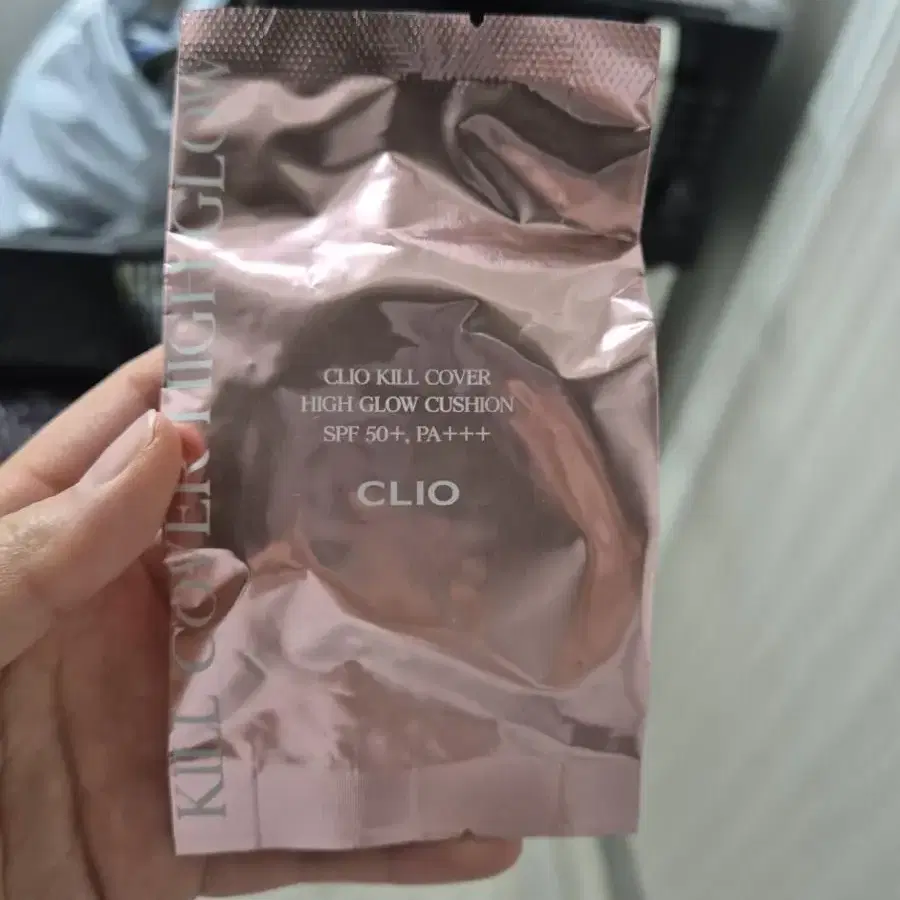 KILL COVER HIGH GLOW
CLIO KILL COVER
HIGH GLOW CUSHION
SPF 50+, PA+++
CLIO